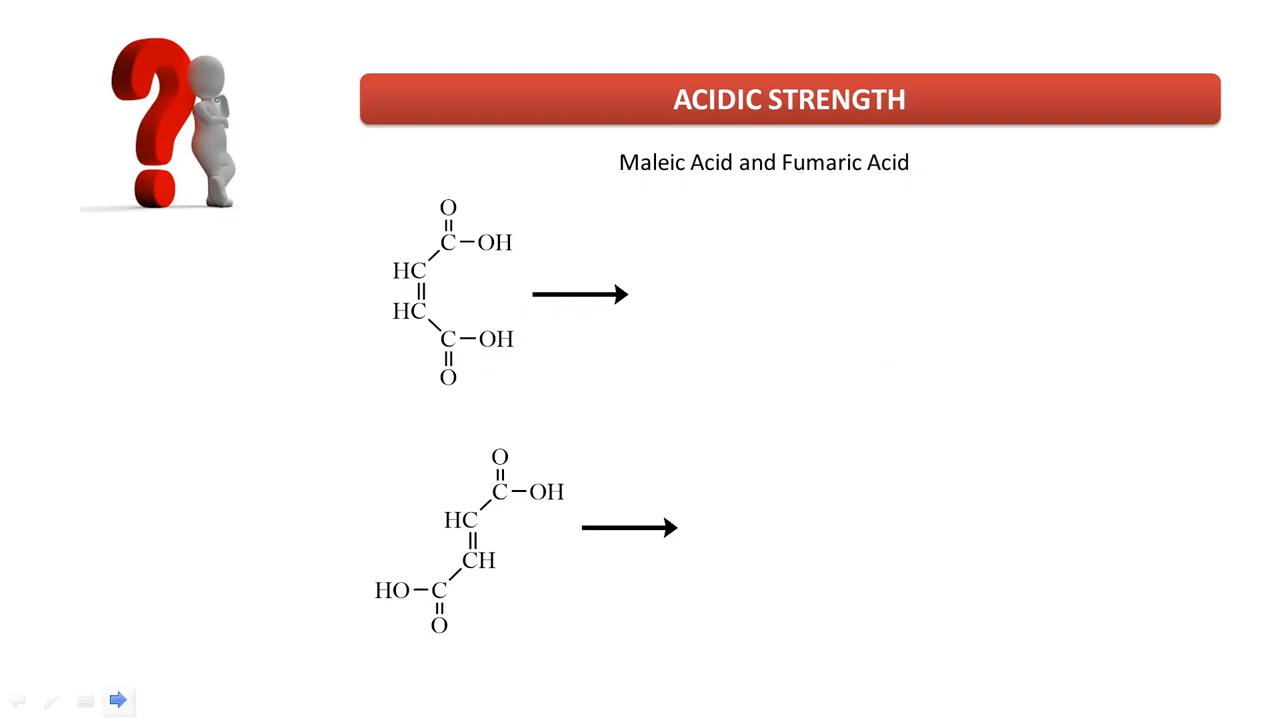 ACIDIC STRENGTH
Maleic Acid and Fumaric Acid
O
C–OH
HC
HC
C–OH
O
O
C–OH
HC
CH
HO–C
O